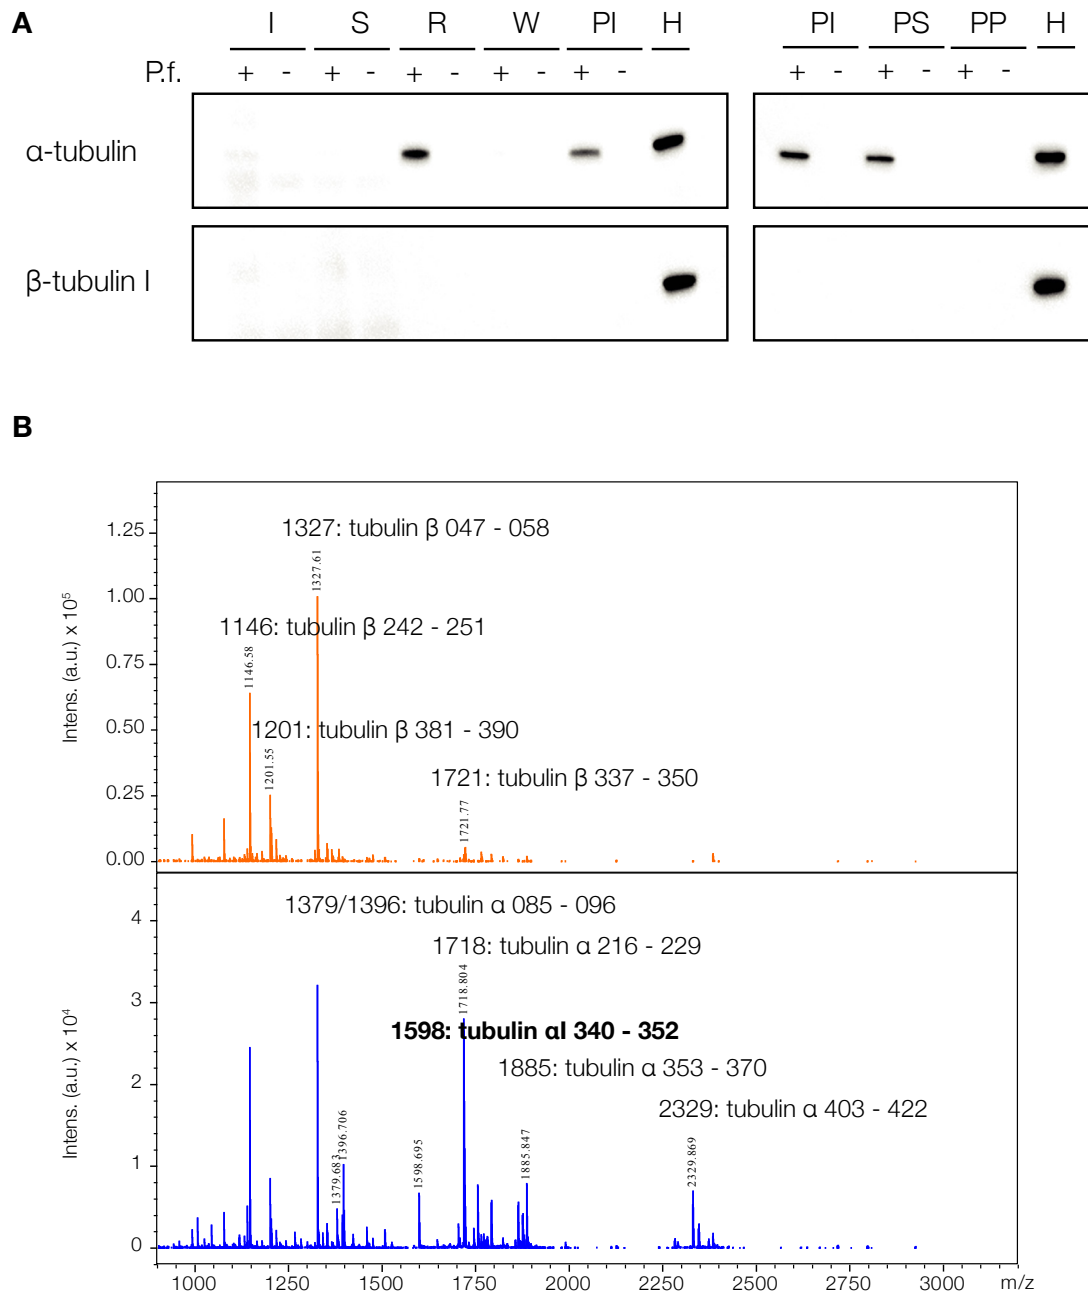 A
I S R W PI H PI PS PP H
P.f. + - + - + - + - + - + - + - + -
α-tubulin
β-tubulin I
B
1327: tubulin β 047 - 058
1327.61
1146: tubulin β 242 - 251
1146.58
1201: tubulin β 381 - 390
1201.55
1721: tubulin β 337 - 350
1721.77
Intens. (a.u.) x 10⁵
1.25
1.00
0.75
0.50
0.25
0.00
1379/1396: tubulin α 085 - 096
1718: tubulin α 216 - 229
1718.804
1598: tubulin αI 340 - 352
1885: tubulin α 353 - 370
2329: tubulin α 403 - 422
1379.683
1396.706
1598.695
1885.847
2329.869
Intens. (a.u.) x 10⁴
4
3
2
1
0
1000 1250 1500 1750 2000 2250 2500 2750 3000 m/z